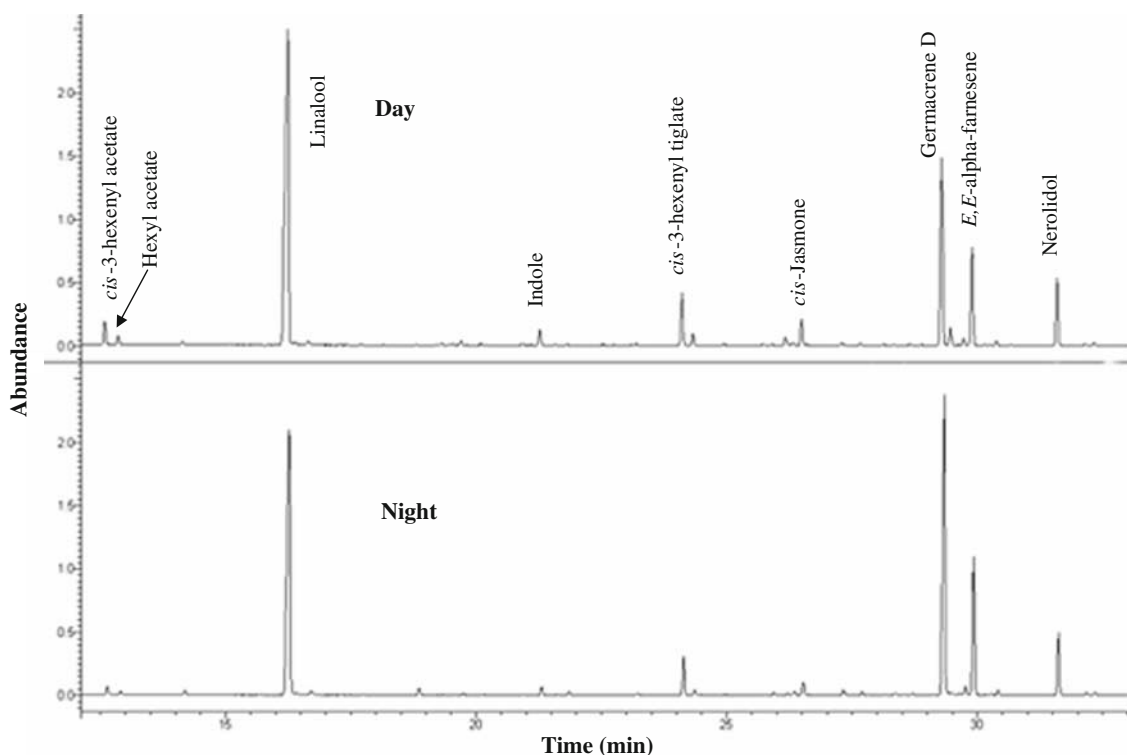 Abundance
Day
cis-3-hexenyl acetate
Hexyl acetate
Linalool
Indole
cis-3-hexenyl tiglate
cis-Jasmone
Germacrene D
E,E-alpha-farnesene
Nerolidol
2.0
1.5
1.0
0.5
0.0
Night
2.0
1.5
1.0
0.5
0.0
15 20 25 30
Time (min)